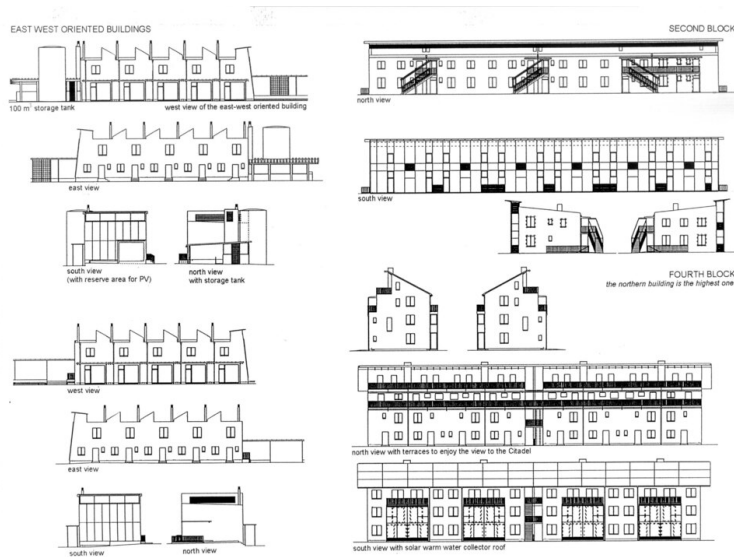 EAST WEST ORIENTED BUILDINGS
100 m³ storage tank
west view of the east-west oriented building
east view
south view
(with reserve area for PV)
north view
with storage tank
west view
east view
south view
north view
SECOND BLOCK
north view
south view
FOURTH BLOCK
the northern building is the highest one
north view with terraces to enjoy the view to the Citadel
south view with solar warm water collector roof